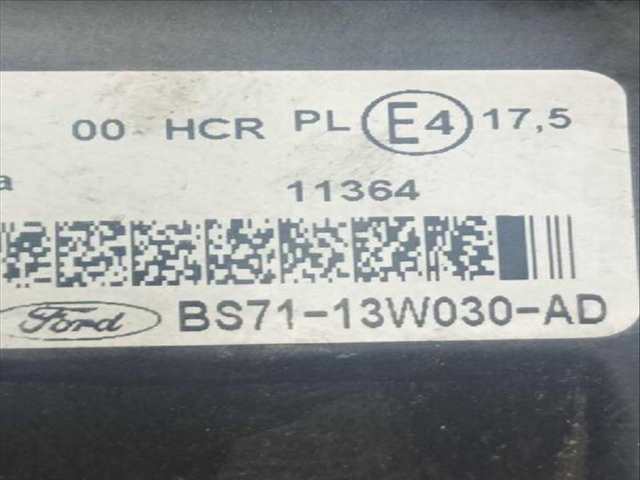 00 HCR PL E4 17,5
a 11364
Ford BS71-13W030-AD